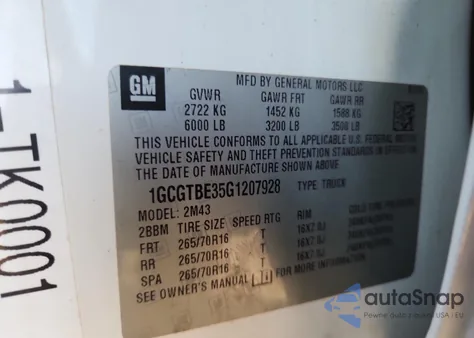 GM
MFD BY GENERAL MOTORS LLC
GVWR GAWR FRT GAWR RR
2722 KG 1452 KG 1588 KG
6000 LB 3200 LB 3500 LB
THIS VEHICLE CONFORMS TO ALL APPLICABLE U.S. FEDERAL MOTOR
VEHICLE SAFETY AND THEFT PREVENTION STANDARDS IN EFFECT ON
THE DATE OF MANUFACTURE SHOWN ABOVE.
1GCGTBE35G1207928 TYPE: TRUCK
MODEL: 2M43
2BBM TIRE SIZE SPEED RTG RIM
FRT 265/70R16 T 16X7.0J
RR 265/70R16 T 16X7.0J
SPA 265/70R16 T 16X7.0J
SEE OWNER'S MANUAL FOR MORE INFORMATION
1-TK0001
autoSnap